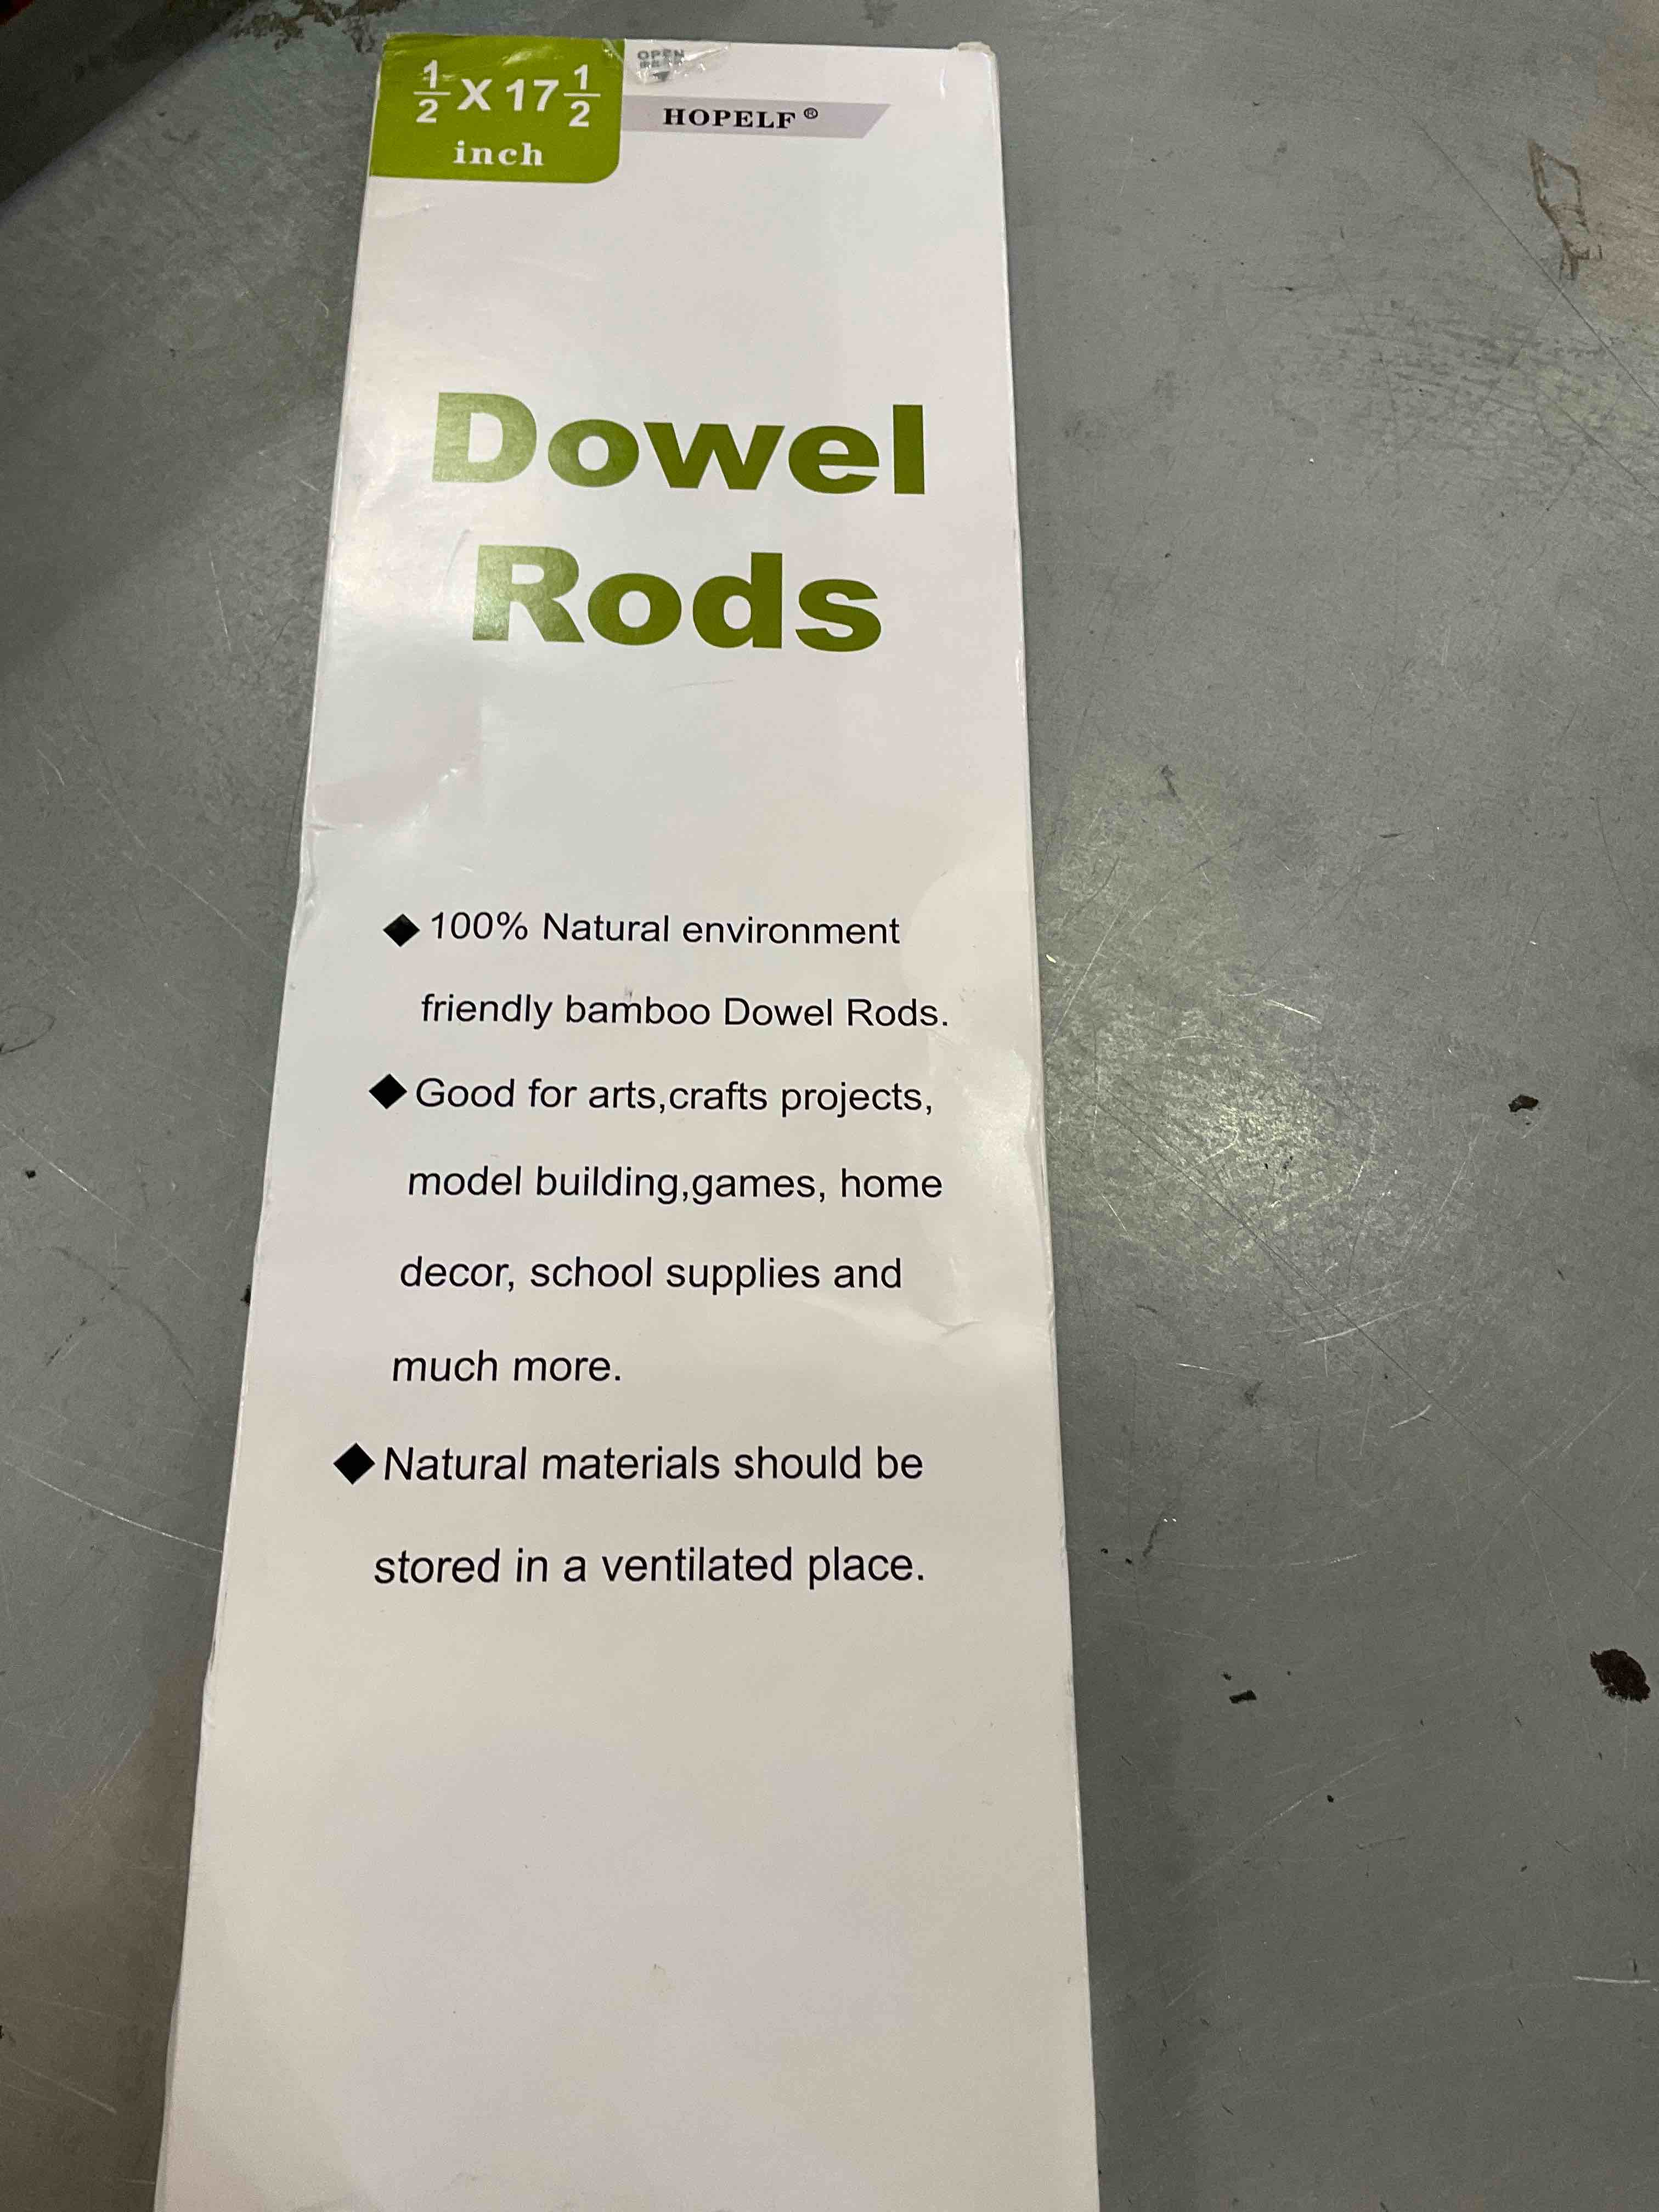 1/2 X 17 1/2
inch
OPEN
HOPELF®
Dowel
Rods
◆ 100% Natural environment
friendly bamboo Dowel Rods.
◆ Good for arts,crafts projects,
model building,games, home
decor, school supplies and
much more.
◆ Natural materials should be
stored in a ventilated place.